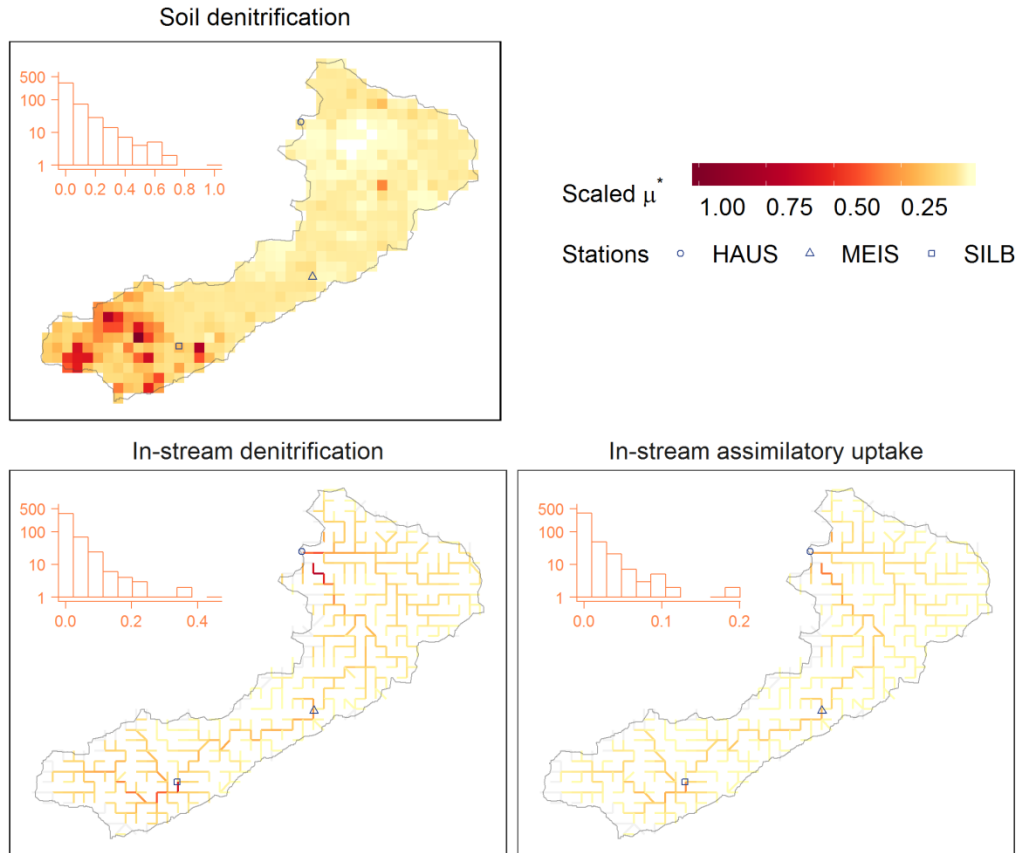 Soil denitrification
500
100
10
1
0.0 0.2 0.4 0.6 0.8 1.0
Scaled μ*
1.00 0.75 0.50 0.25
Stations HAUS MEIS SILB
In-stream denitrification
500
100
10
1
0.0 0.2 0.4
In-stream assimilatory uptake
500
100
10
1
0.0 0.1 0.2